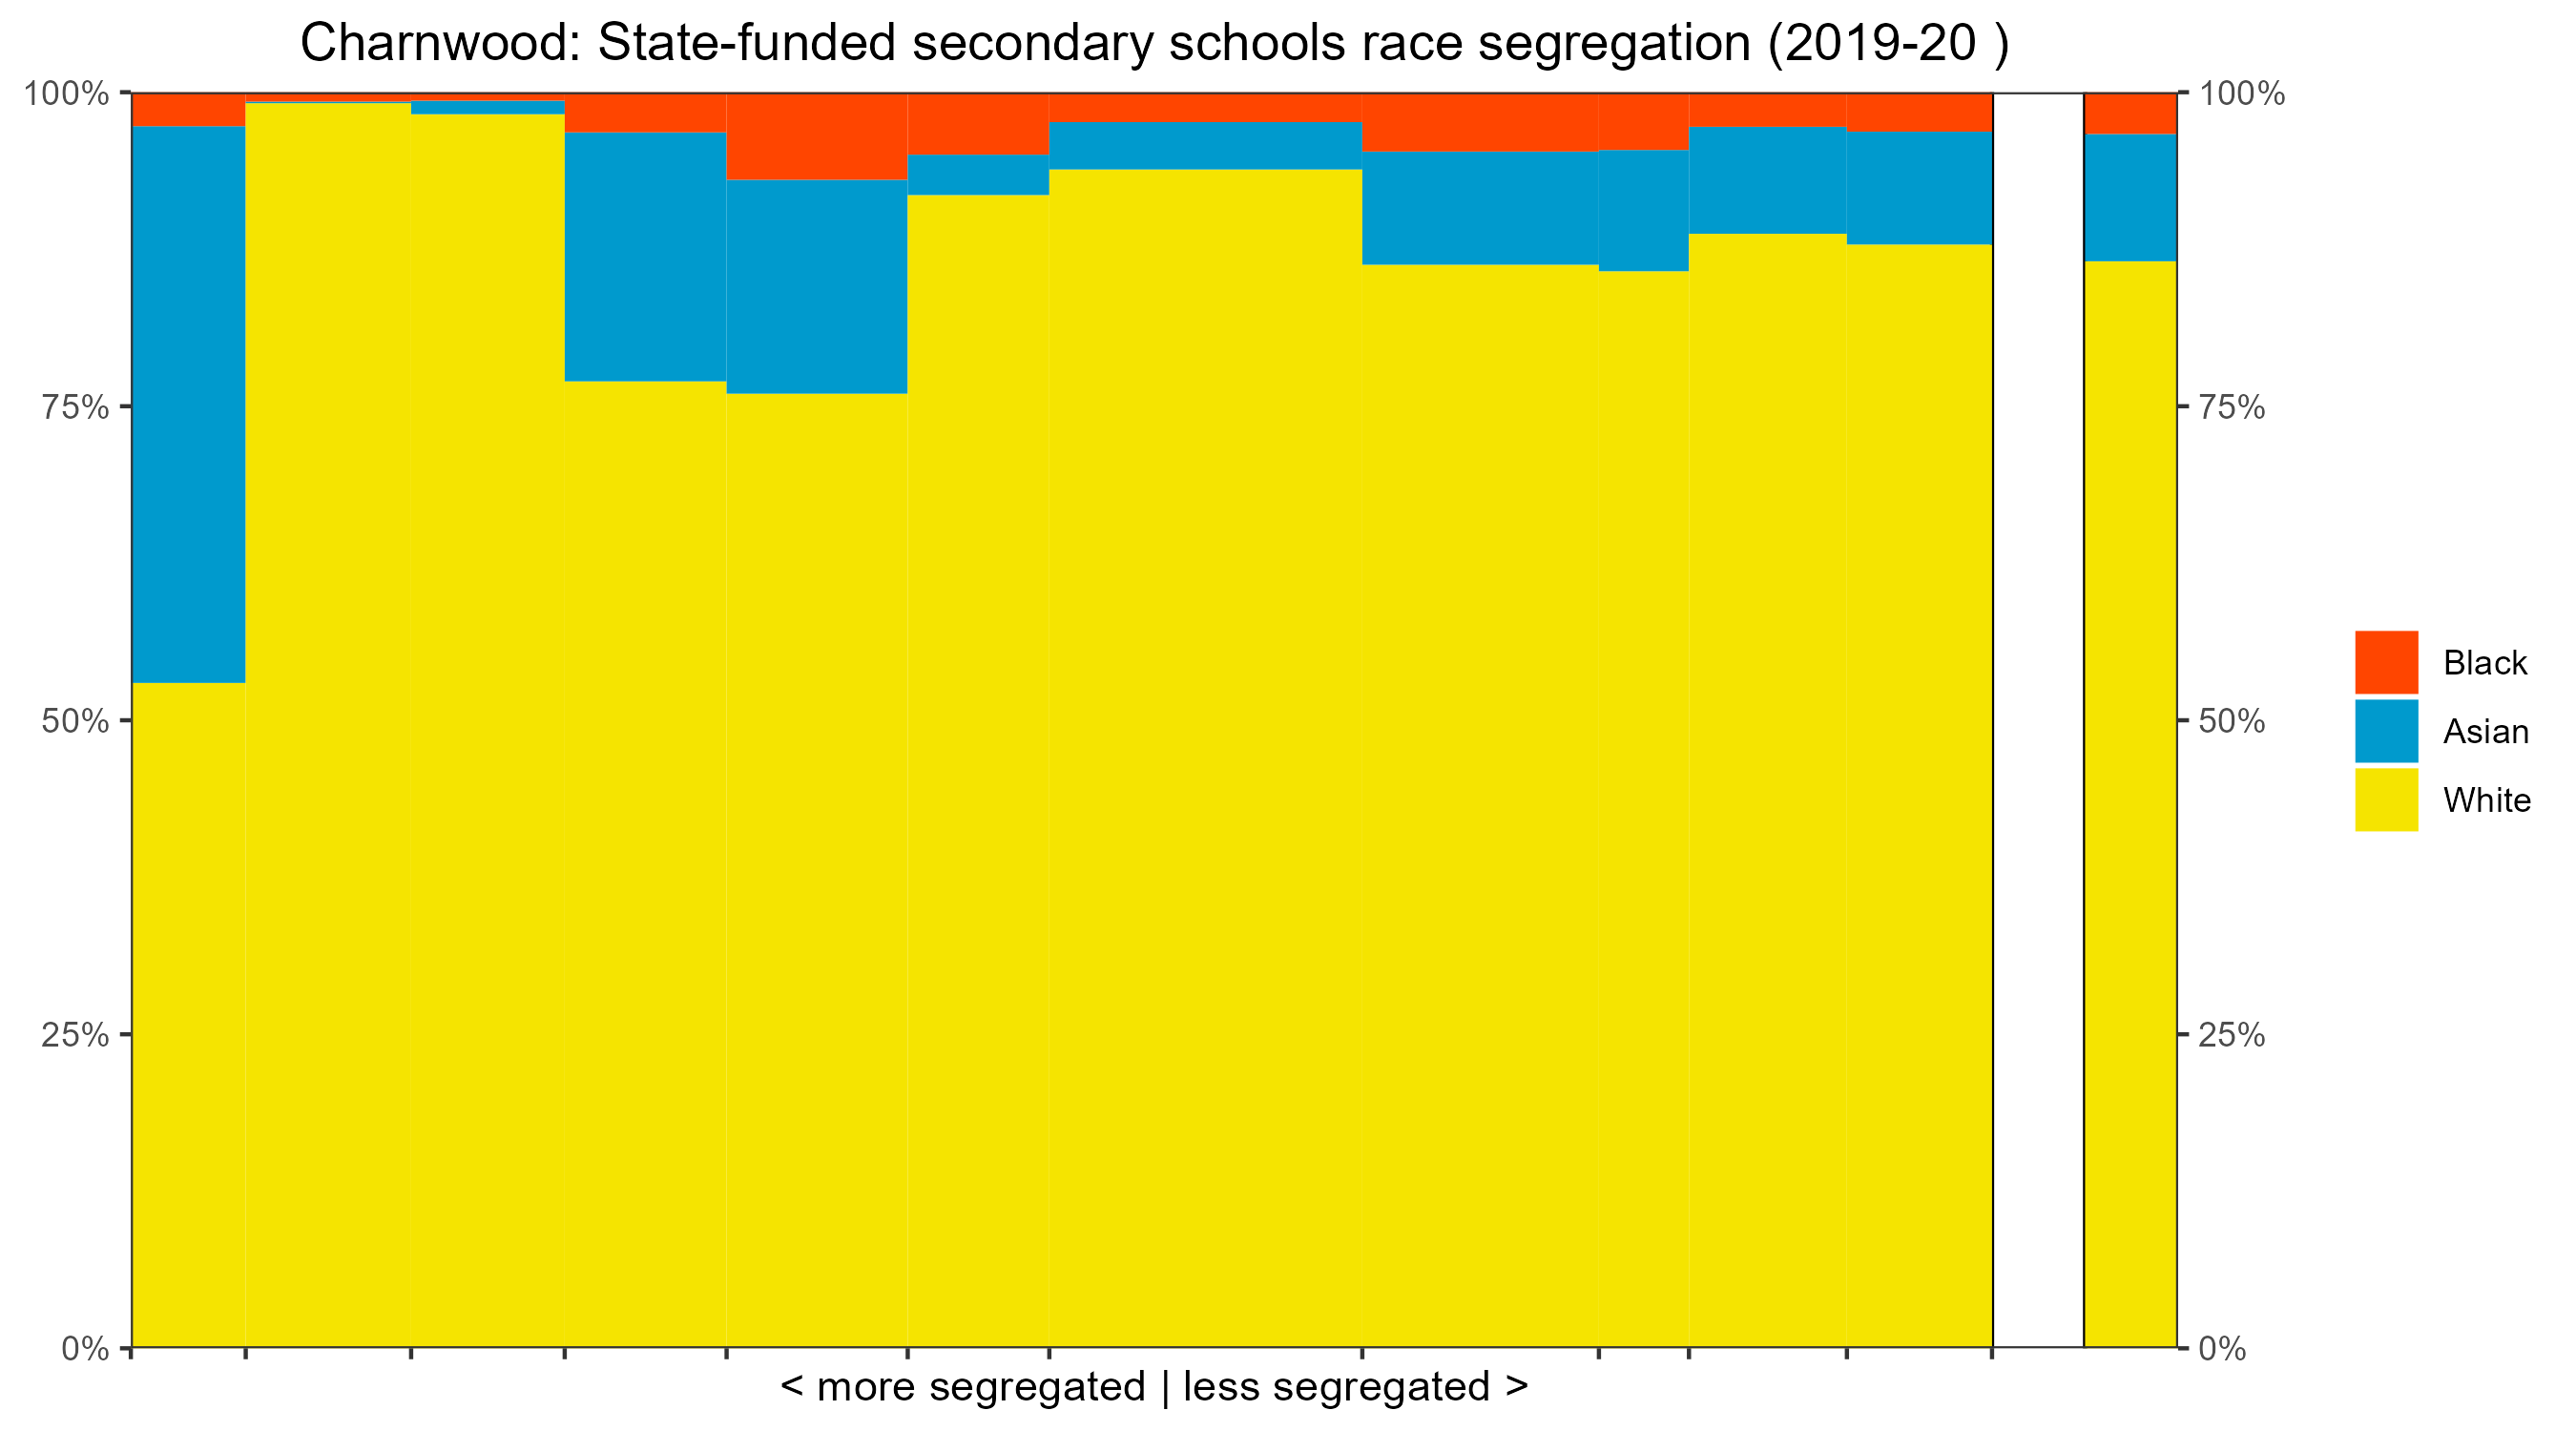 Charnwood: State-funded secondary schools race segregation (2019-20 )
100%
75%
50%
25%
0%
100%
75%
50%
25%
0%
Black
Asian
White
< more segregated | less segregated >